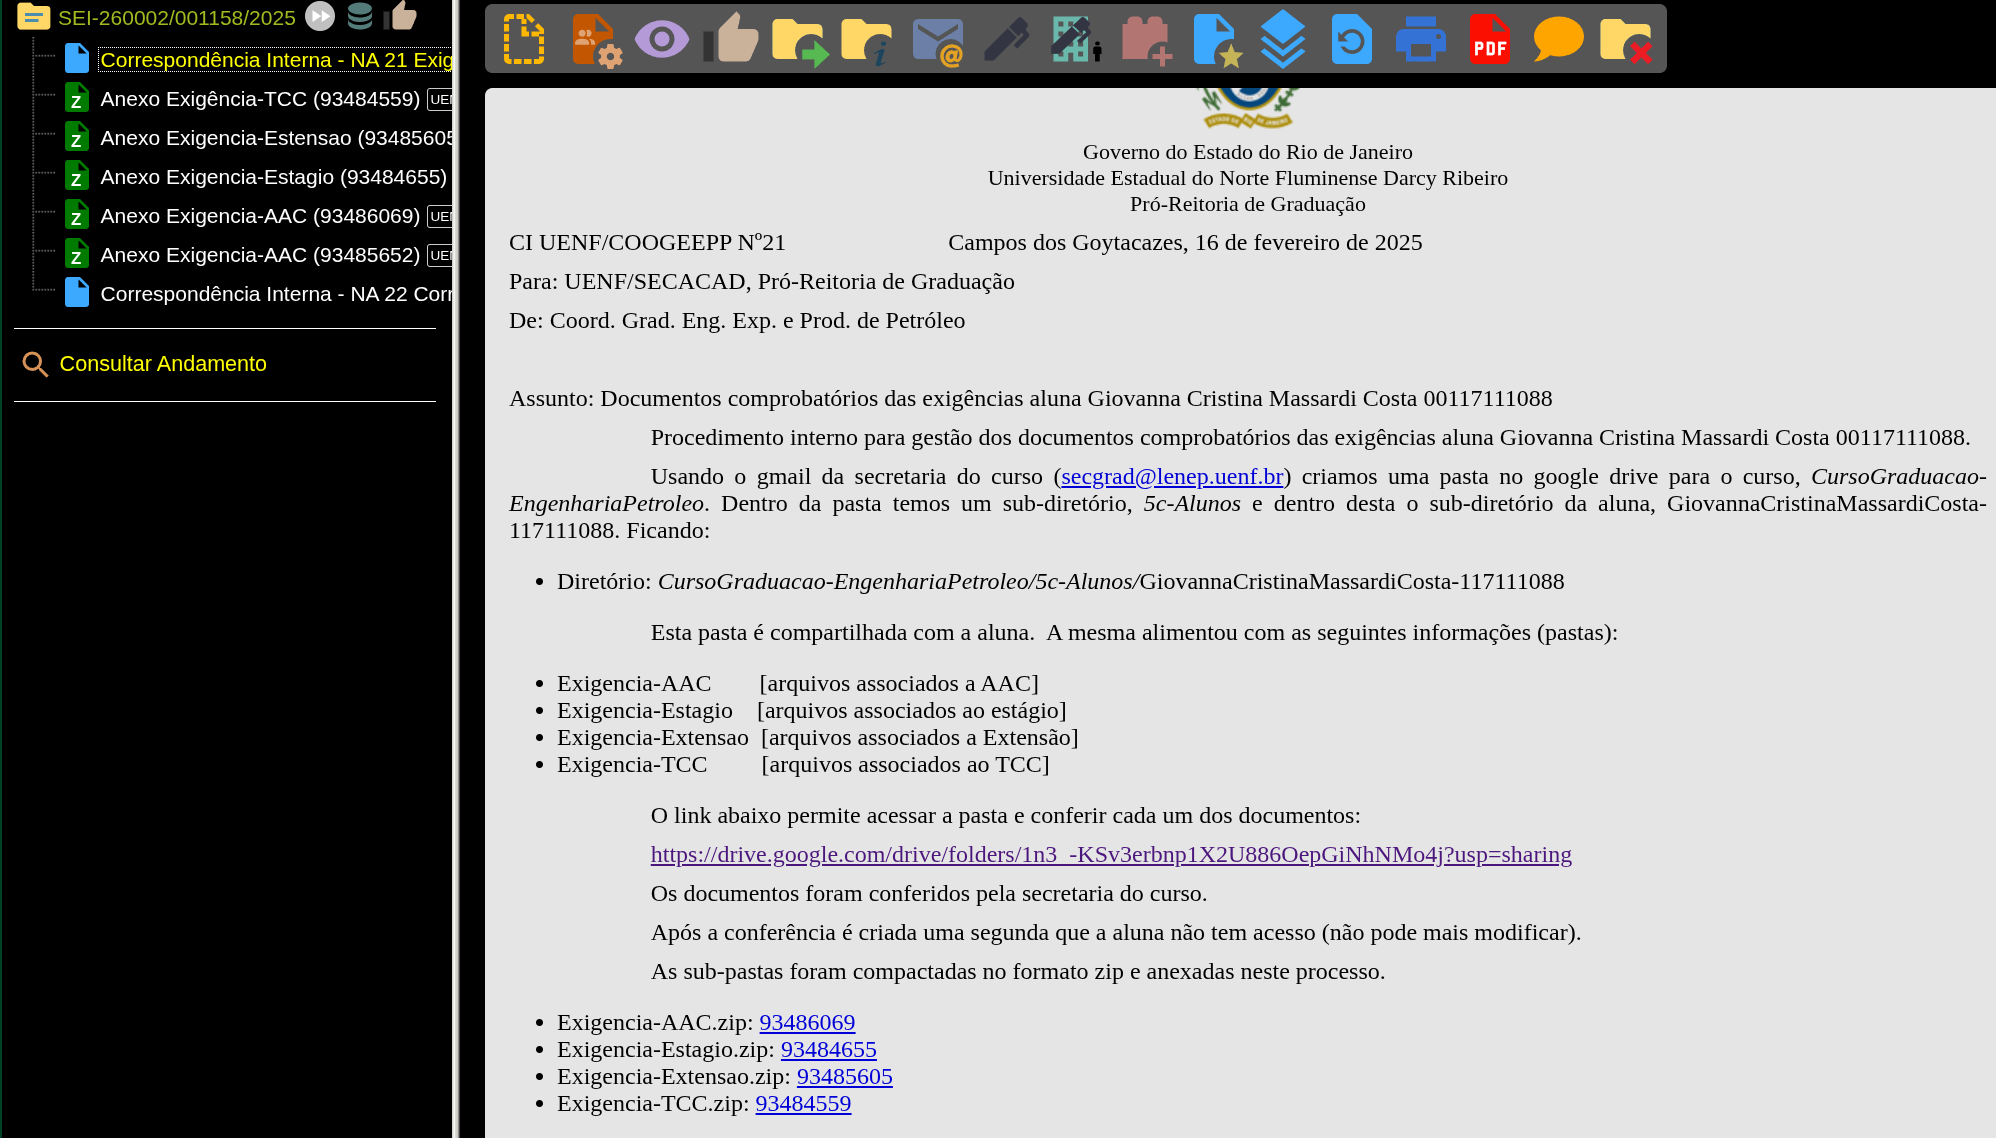 SEI-260002/001158/2025
Correspondência Interna - NA 21 Exig
Anexo Exigência-TCC (93484559) UEN
Anexo Exigencia-Estensao (93485605
Anexo Exigencia-Estagio (93484655)
Anexo Exigencia-AAC (93486069) UEN
Anexo Exigencia-AAC (93485652) UEN
Correspondência Interna - NA 22 Corr
Consultar Andamento
PDF
ESTADO DO RIO DE JANEIRO
Governo do Estado do Rio de Janeiro
Universidade Estadual do Norte Fluminense Darcy Ribeiro
Pró-Reitoria de Graduação
CI UENF/COOGEEPP Nº21 Campos dos Goytacazes, 16 de fevereiro de 2025
Para: UENF/SECACAD, Pró-Reitoria de Graduação
De: Coord. Grad. Eng. Exp. e Prod. de Petróleo
Assunto: Documentos comprobatórios das exigências aluna Giovanna Cristina Massardi Costa 00117111088
Procedimento interno para gestão dos documentos comprobatórios das exigências aluna Giovanna Cristina Massardi Costa 00117111088.
Usando o gmail da secretaria do curso (secgrad@lenep.uenf.br) criamos uma pasta no google drive para o curso, CursoGraduacao-
EngenhariaPetroleo. Dentro da pasta temos um sub-diretório, 5c-Alunos e dentro desta o sub-diretório da aluna, GiovannaCristinaMassardiCosta-
117111088. Ficando:
• Diretório: CursoGraduacao-EngenhariaPetroleo/5c-Alunos/GiovannaCristinaMassardiCosta-117111088
Esta pasta é compartilhada com a aluna.  A mesma alimentou com as seguintes informações (pastas):
• Exigencia-AAC [arquivos associados a AAC]
• Exigencia-Estagio [arquivos associados ao estágio]
• Exigencia-Extensao [arquivos associados a Extensão]
• Exigencia-TCC [arquivos associados ao TCC]
O link abaixo permite acessar a pasta e conferir cada um dos documentos:
https://drive.google.com/drive/folders/1n3_-KSv3erbnp1X2U886OepGiNhNMo4j?usp=sharing
Os documentos foram conferidos pela secretaria do curso.
Após a conferência é criada uma segunda que a aluna não tem acesso (não pode mais modificar).
As sub-pastas foram compactadas no formato zip e anexadas neste processo.
• Exigencia-AAC.zip: 93486069
• Exigencia-Estagio.zip: 93484655
• Exigencia-Extensao.zip: 93485605
• Exigencia-TCC.zip: 93484559